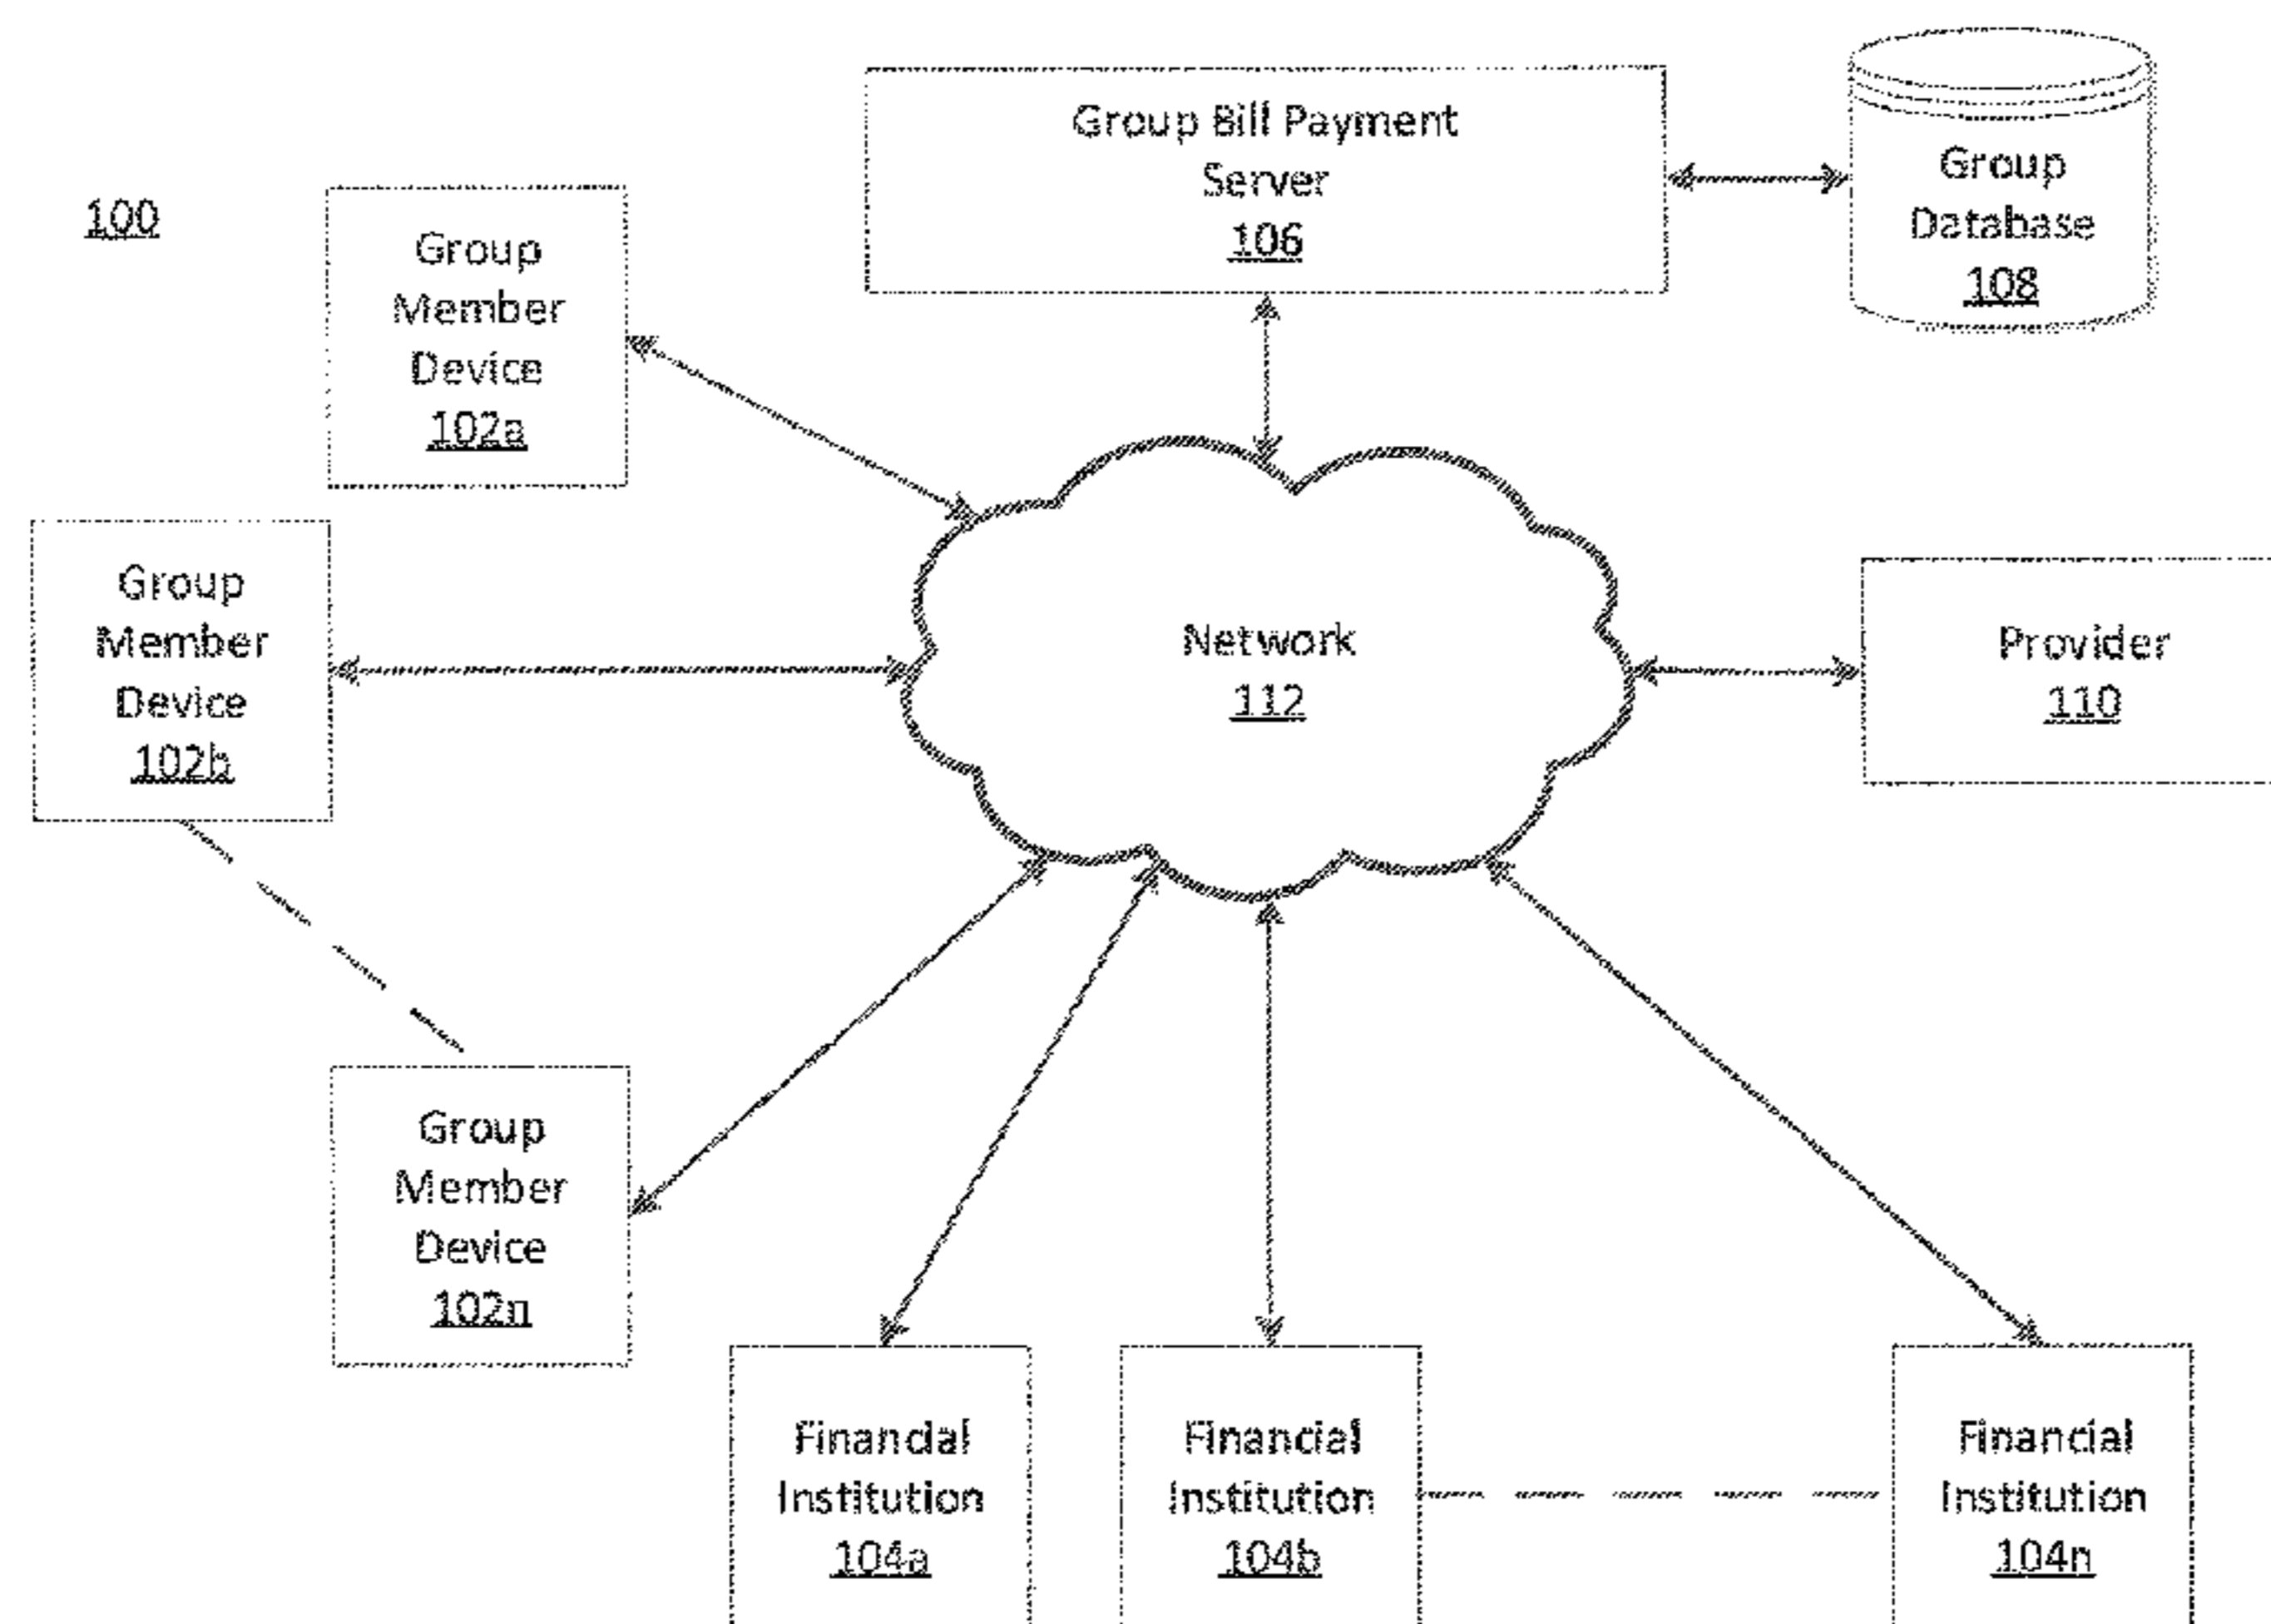 Group Bill Payment
Server
106
Group
Database
108
100
Group
Member
Device
102a
Group
Member
Device
102b
Network
112
Provider
110
Group
Member
Device
102n
Financial
Institution
104a
Financial
Institution
104b
Financial
Institution
104n